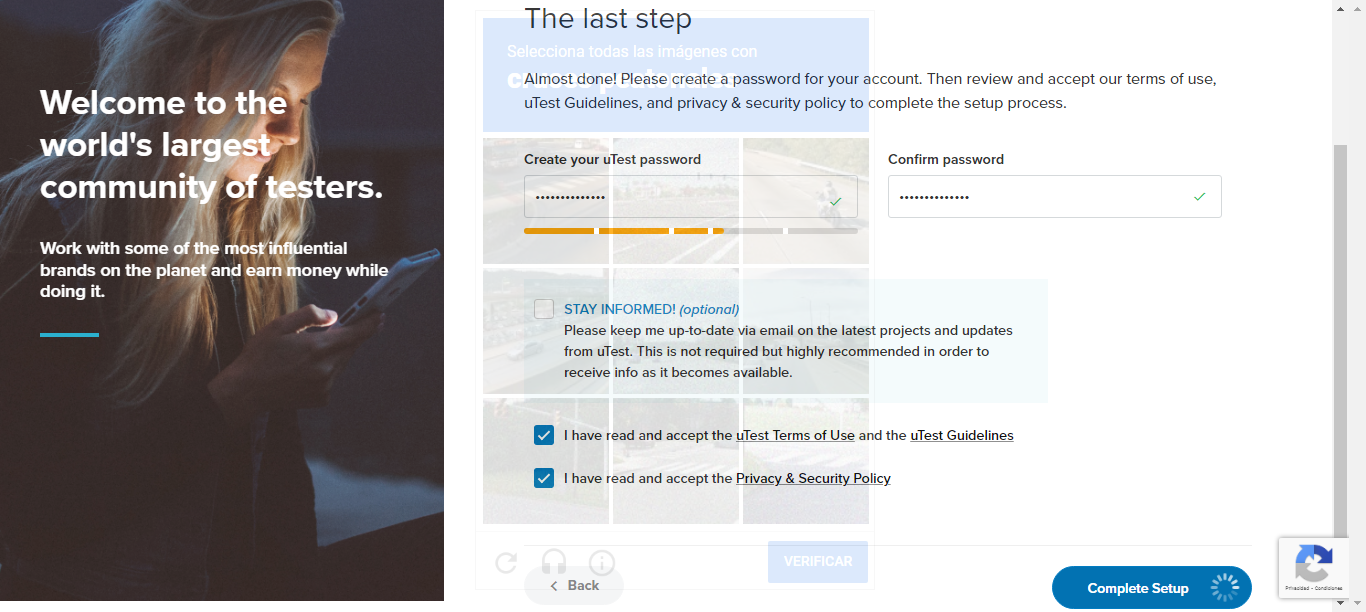 Welcome to the
world's largest
community of testers.
Work with some of the most influential
brands on the planet and earn money while
doing it.
The last step
Selecciona todas las imágenes con
cruces peatonales
Almost done! Please create a password for your account. Then review and accept our terms of use,
uTest Guidelines, and privacy & security policy to complete the setup process.
Create your uTest password
Confirm password
STAY INFORMED! (optional)
Please keep me up-to-date via email on the latest projects and updates
from uTest. This is not required but highly recommended in order to
receive info as it becomes available.
I have read and accept the uTest Terms of Use and the uTest Guidelines
I have read and accept the Privacy & Security Policy
VERIFICAR
Back
Complete Setup
Privacidad - Condiciones